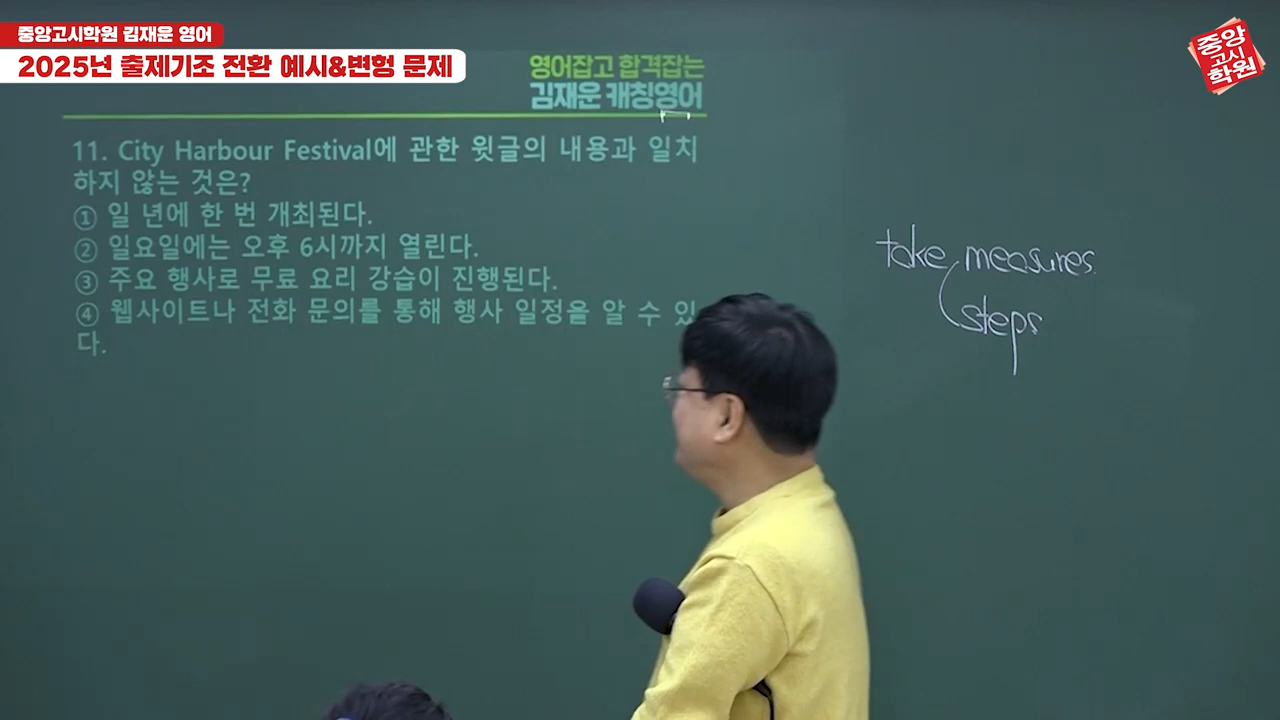 중앙고시학원 김재운 영어
2025년 출제기조 전환 예시&변형 문제
중앙
고시
학원
영어잡고 합격잡는
김재운 캐칭영어
11. City Harbour Festival에 관한 윗글의 내용과 일치
하지 않는 것은?
① 일 년에 한 번 개최된다.
② 일요일에는 오후 6시까지 열린다.
③ 주요 행사로 무료 요리 강습이 진행된다.
④ 웹사이트나 전화 문의를 통해 행사 일정을 알 수 있
다.
take measures
steps